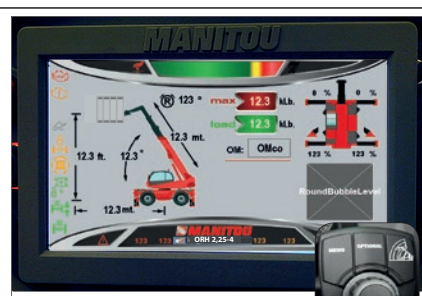 MANITOU
123 °
max 12.3 kLb.
0 % 0 %
12.3 mt.
load 12.3 kLb.
12.3 ft.
12.3 °
OM: OMco
123 % 123 %
RoundBubbleLevel
12.3 mt.
MANITOU
123 123 ORH 2,25-4 123 123
MENU OPTIONAL